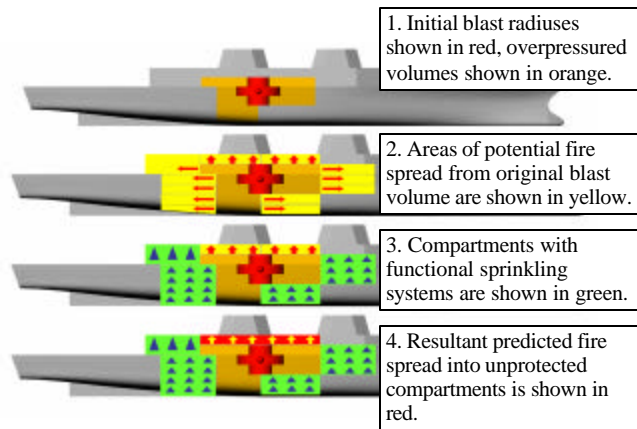 1. Initial blast radiuses
shown in red, overpressured
volumes shown in orange.
2. Areas of potential fire
spread from original blast
volume are shown in yellow.
3. Compartments with
functional sprinkling
systems are shown in green.
4. Resultant predicted fire
spread into unprotected
compartments is shown in
red.